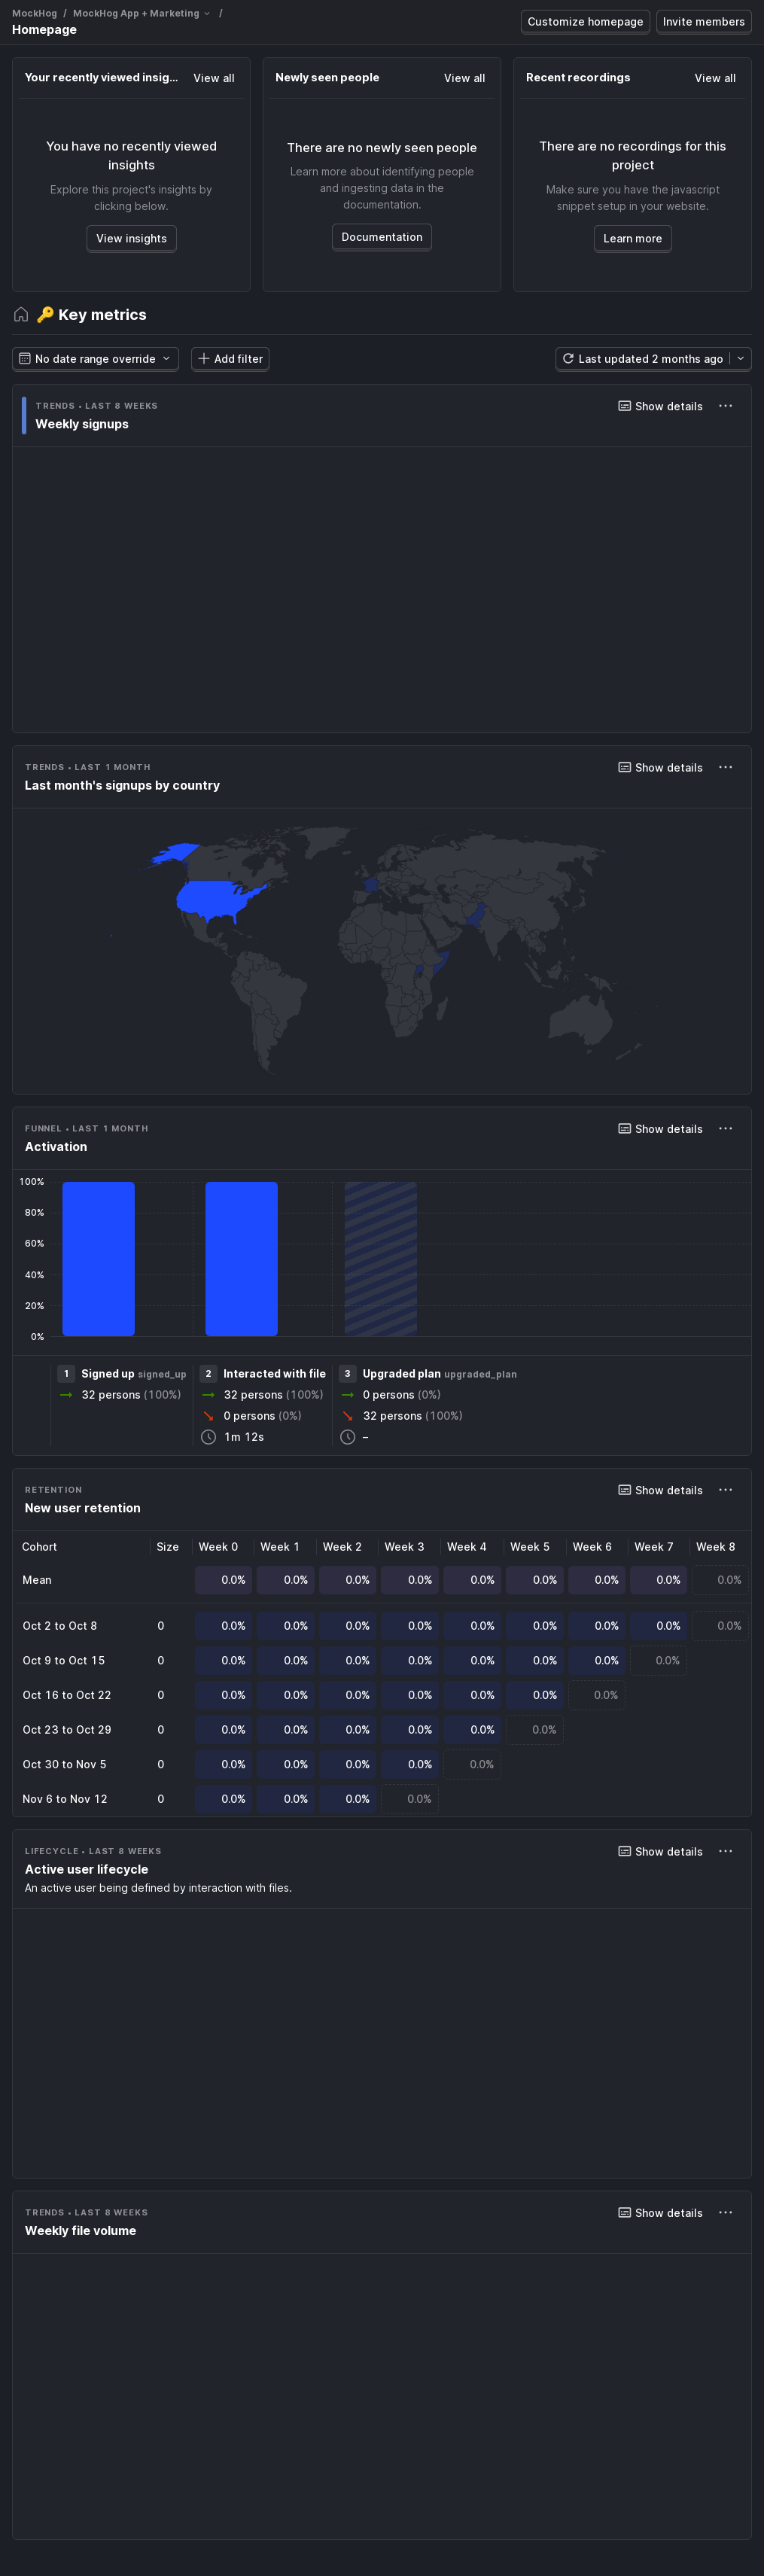 MockHog / MockHog App + Marketing /
Homepage
Customize homepage
Invite members
Your recently viewed insig...
View all
You have no recently viewed
insights
Explore this project's insights by
clicking below.
View insights
Newly seen people
View all
There are no newly seen people
Learn more about identifying people
and ingesting data in the
documentation.
Documentation
Recent recordings
View all
There are no recordings for this
project
Make sure you have the javascript
snippet setup in your website.
Learn more
🔑 Key metrics
No date range override
Add filter
Last updated 2 months ago
TRENDS • LAST 8 WEEKS
Show details
Weekly signups
TRENDS • LAST 1 MONTH
Show details
Last month's signups by country
FUNNEL • LAST 1 MONTH
Show details
Activation
100%
80%
60%
40%
20%
0%
1 Signed up signed_up
32 persons (100%)
2 Interacted with file
32 persons (100%)
0 persons (0%)
1m 12s
3 Upgraded plan upgraded_plan
0 persons (0%)
32 persons (100%)
–
RETENTION
Show details
New user retention
Cohort Size Week 0 Week 1 Week 2 Week 3 Week 4 Week 5 Week 6 Week 7 Week 8
Mean 0.0% 0.0% 0.0% 0.0% 0.0% 0.0% 0.0% 0.0% 0.0%
Oct 2 to Oct 8 0 0.0% 0.0% 0.0% 0.0% 0.0% 0.0% 0.0% 0.0% 0.0%
Oct 9 to Oct 15 0 0.0% 0.0% 0.0% 0.0% 0.0% 0.0% 0.0% 0.0%
Oct 16 to Oct 22 0 0.0% 0.0% 0.0% 0.0% 0.0% 0.0% 0.0%
Oct 23 to Oct 29 0 0.0% 0.0% 0.0% 0.0% 0.0% 0.0%
Oct 30 to Nov 5 0 0.0% 0.0% 0.0% 0.0% 0.0%
Nov 6 to Nov 12 0 0.0% 0.0% 0.0% 0.0%
LIFECYCLE • LAST 8 WEEKS
Show details
Active user lifecycle
An active user being defined by interaction with files.
TRENDS • LAST 8 WEEKS
Show details
Weekly file volume